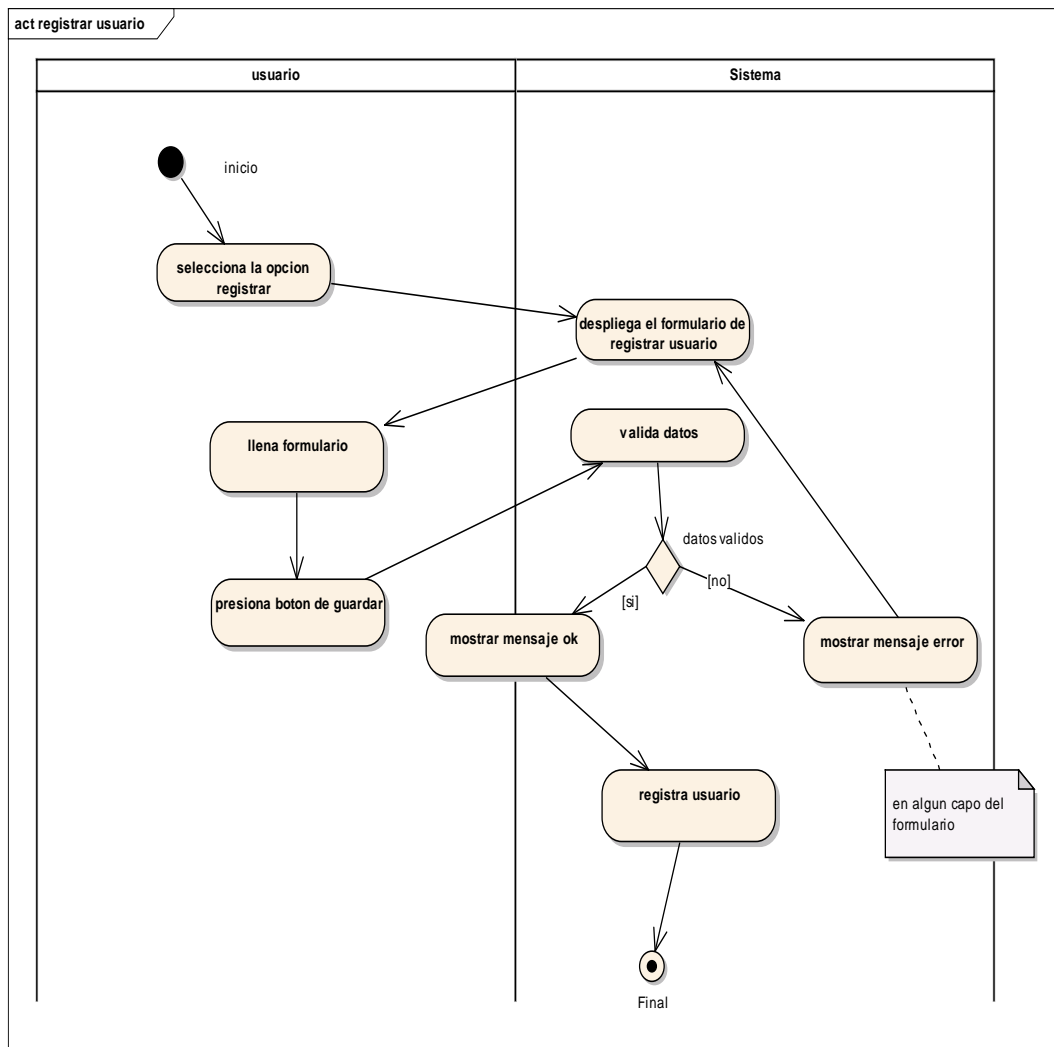 act registrar usuario
usuario
Sistema
inicio
selecciona la opcion
registrar
despliega el formulario de
registrar usuario
llena formulario
valida datos
datos validos
[no]
[si]
presiona boton de guardar
mostrar mensaje ok
mostrar mensaje error
registra usuario
en algun capo del
formulario
Final